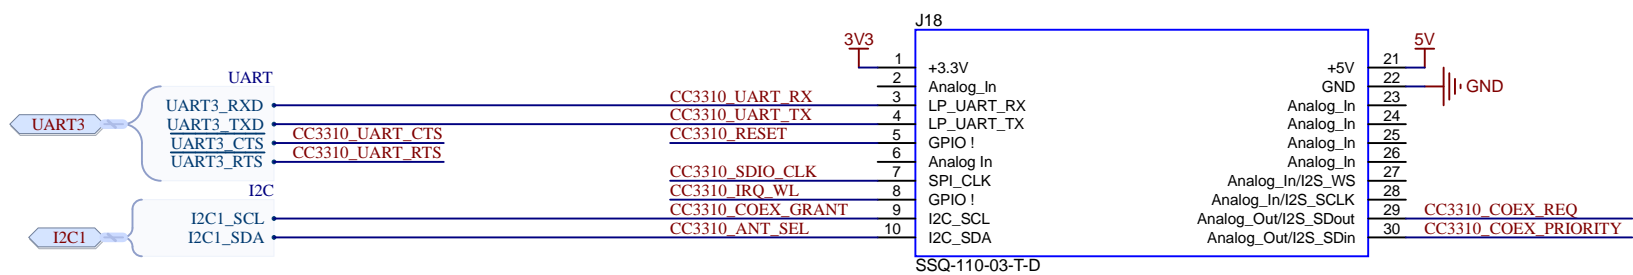 J18
3V3
5V
1
+3.3V
+5V
21
UART
2
Analog_In
GND
22
GND
UART3_RXD
CC3310_UART_RX
3
LP_UART_RX
Analog_In
23
UART3
UART3_TXD
CC3310_UART_TX
4
LP_UART_TX
Analog_In
24
UART3_CTS
CC3310_UART_CTS
CC3310_RESET
5
GPIO !
Analog_In
25
UART3_RTS
CC3310_UART_RTS
6
Analog In
Analog_In
26
CC3310_SDIO_CLK
7
SPI_CLK
Analog_In/I2S_WS
27
I2C
CC3310_IRQ_WL
8
GPIO !
Analog_In/I2S_SCLK
28
I2C1_SCL
CC3310_COEX_GRANT
9
I2C_SCL
Analog_Out/I2S_SDout
29
CC3310_COEX_REQ
I2C1
I2C1_SDA
CC3310_ANT_SEL
10
I2C_SDA
Analog_Out/I2S_SDin
30
CC3310_COEX_PRIORITY
SSQ-110-03-T-D